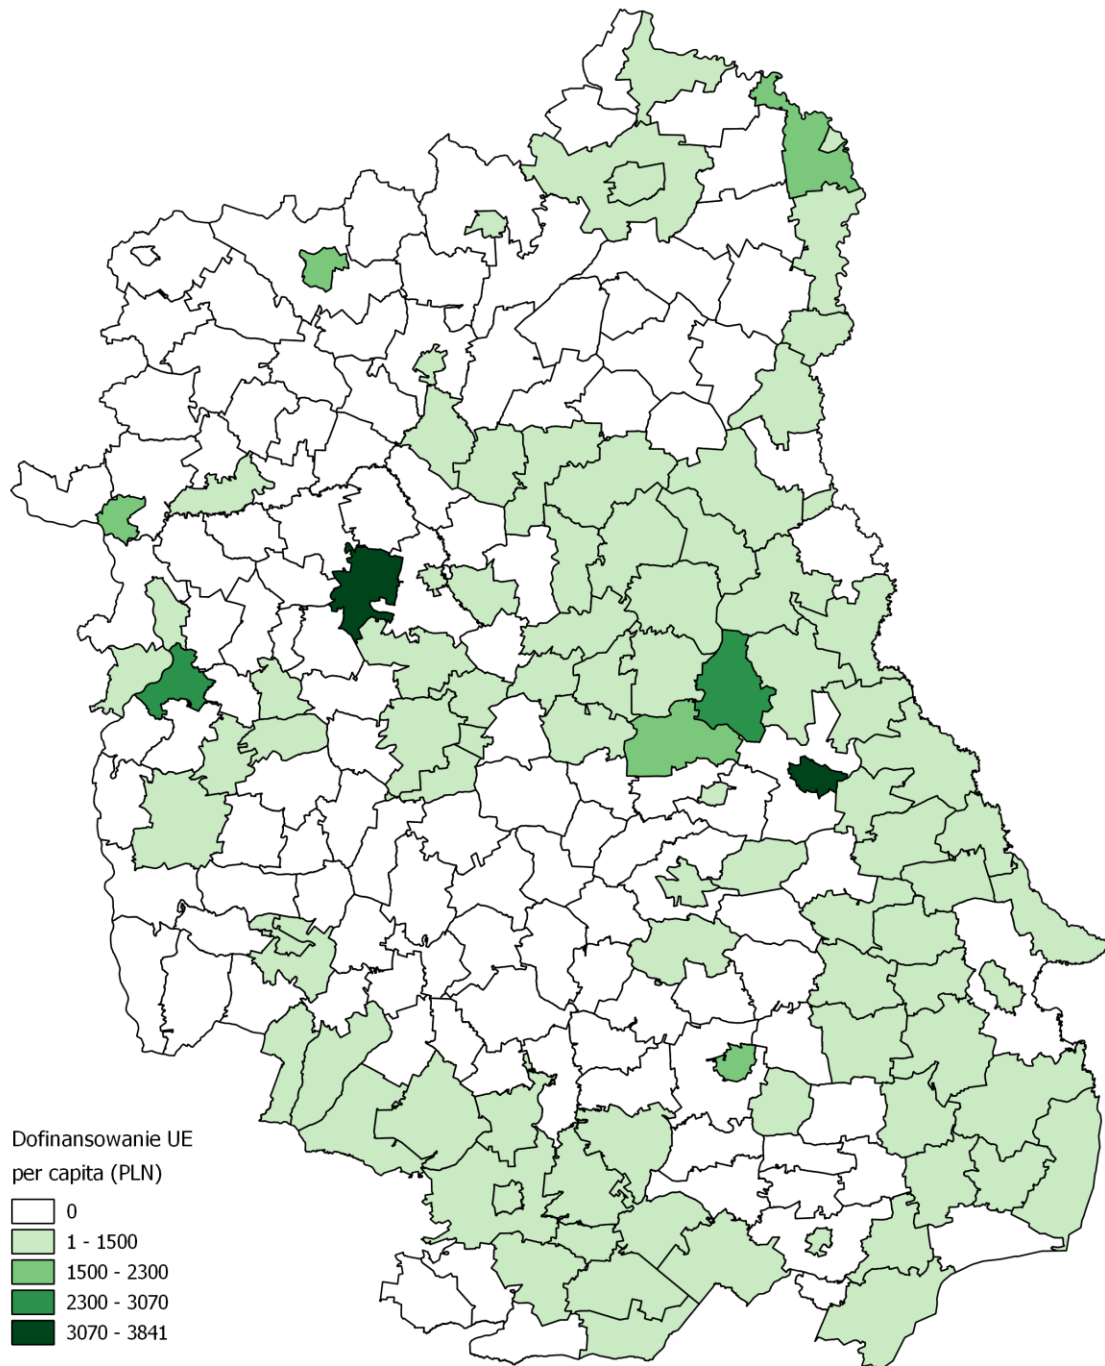 Dofinansowanie UE
per capita (PLN)
0
1 - 1500
1500 - 2300
2300 - 3070
3070 - 3841